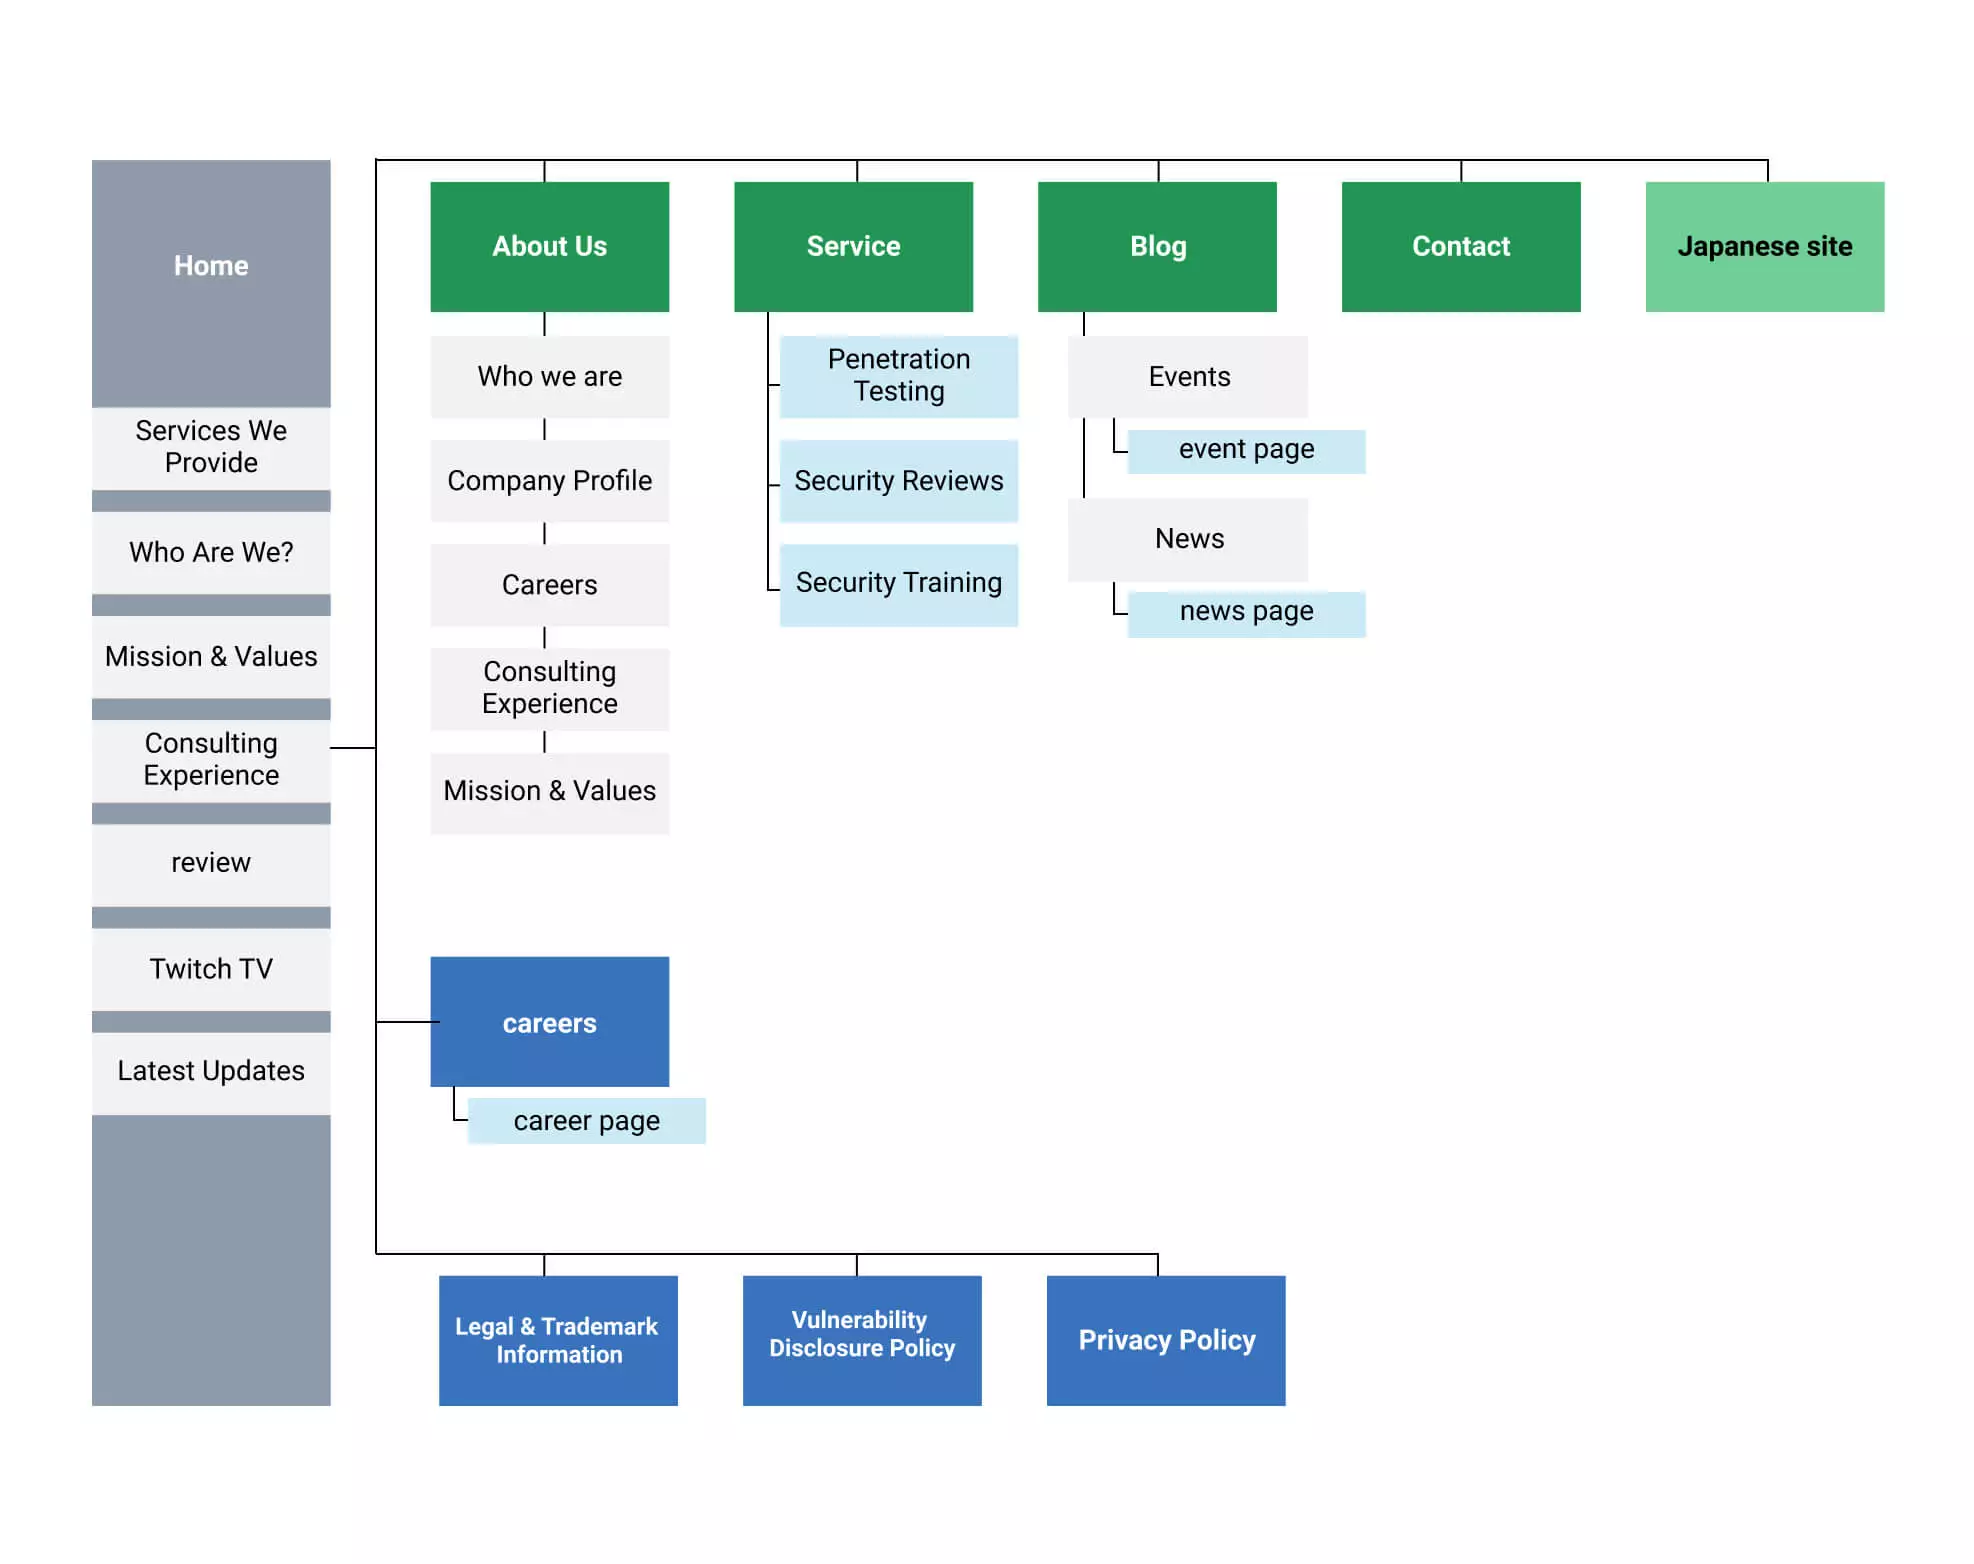 Home
Services We
Provide
Who Are We?
Mission & Values
Consulting
Experience
review
Twitch TV
Latest Updates
About Us
Who we are
Company Profile
Careers
Consulting
Experience
Mission & Values
Service
Penetration
Testing
Security Reviews
Security Training
Blog
Events
event page
News
news page
Contact
Japanese site
careers
career page
Legal & Trademark
Information
Vulnerability
Disclosure Policy
Privacy Policy